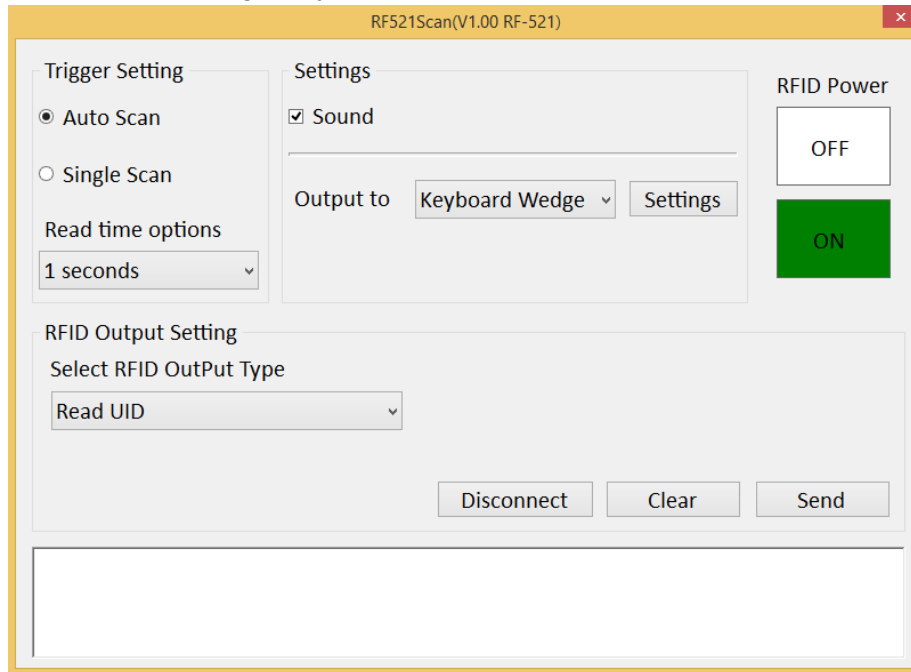 RF521Scan(V1.00 RF-521)
x
Trigger Setting
Auto Scan
Single Scan
Read time options
1 seconds
Settings
Sound
Output to
Keyboard Wedge
Settings
RFID Power
OFF
ON
RFID Output Setting
Select RFID OutPut Type
Read UID
Disconnect
Clear
Send